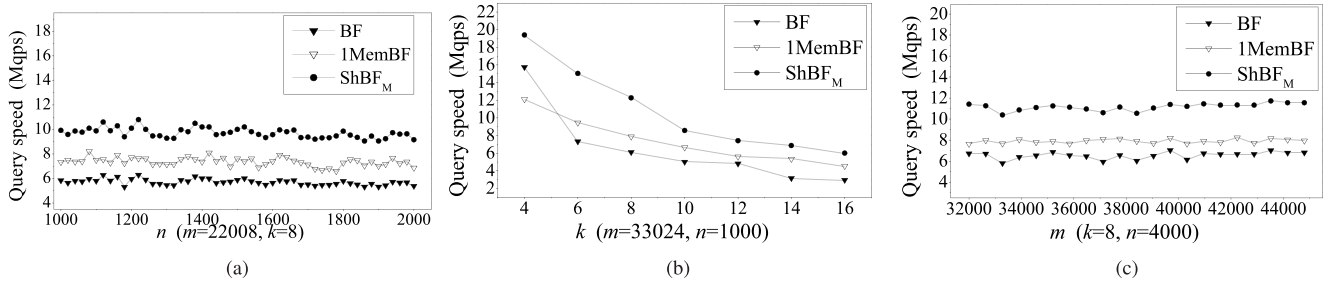 Query speed (Mqps)
18
16
14
12
10
8
6
4
BF
1MemBF
ShBF_M
1000 1200 1400 1600 1800 2000
n (m=22008, k=8)
(a)
Query speed (Mqps)
22
20
18
16
14
12
10
8
6
4
2
BF
1MemBF
ShBF_M
4 6 8 10 12 14 16
k (m=33024, n=1000)
(b)
Query speed (Mqps)
20
18
16
14
12
10
8
6
4
BF
1MemBF
ShBF_M
32000 34000 36000 38000 40000 42000 44000
m (k=8, n=4000)
(c)